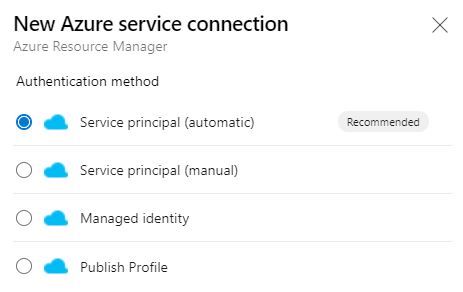 New Azure service connection
Azure Resource Manager
Authentication method
Service principal (automatic) Recommended
Service principal (manual)
Managed identity
Publish Profile